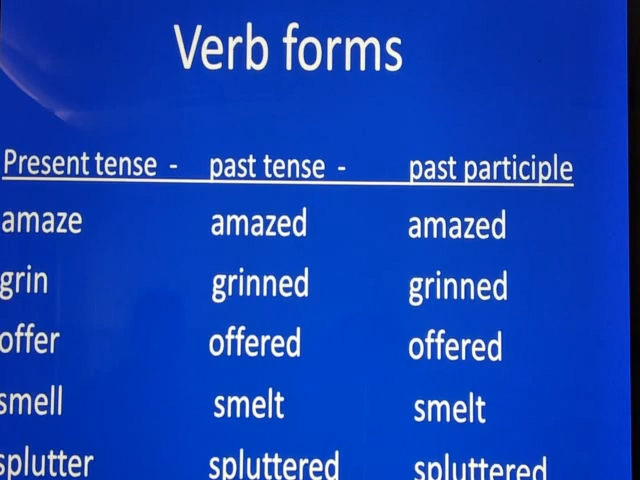 Verb forms
Present tense - past tense - past participle
amaze amazed amazed
grin grinned grinned
offer offered offered
smell smelt smelt
splutter spluttered spluttered